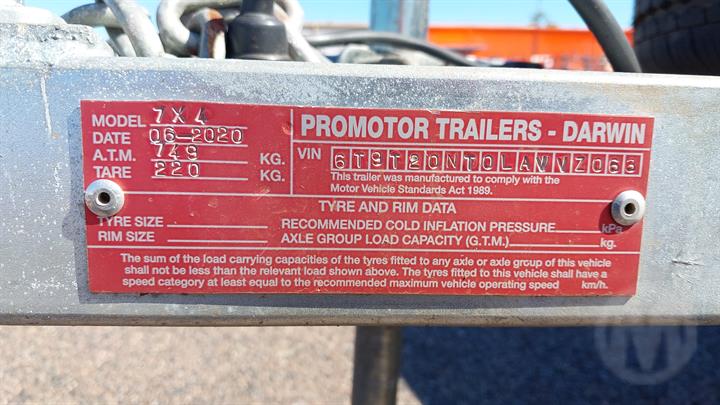 MODEL 7X4
DATE 06-2020
A.T.M. 749 KG.
TARE 220 KG.
PROMOTOR TRAILERS - DARWIN
VIN
This trailer was manufactured to comply with the
Motor Vehicle Standards Act 1989.
TYRE AND RIM DATA
TYRE SIZE RECOMMENDED COLD INFLATION PRESSURE kPa
RIM SIZE AXLE GROUP LOAD CAPACITY (G.T.M.) kg.
The sum of the load carrying capacities of the tyres fitted to any axle or axle group of this vehicle
shall not be less than the relevant load shown above. The tyres fitted to this vehicle shall have a
speed category at least equal to the recommended maximum vehicle operating speed km/h.
M